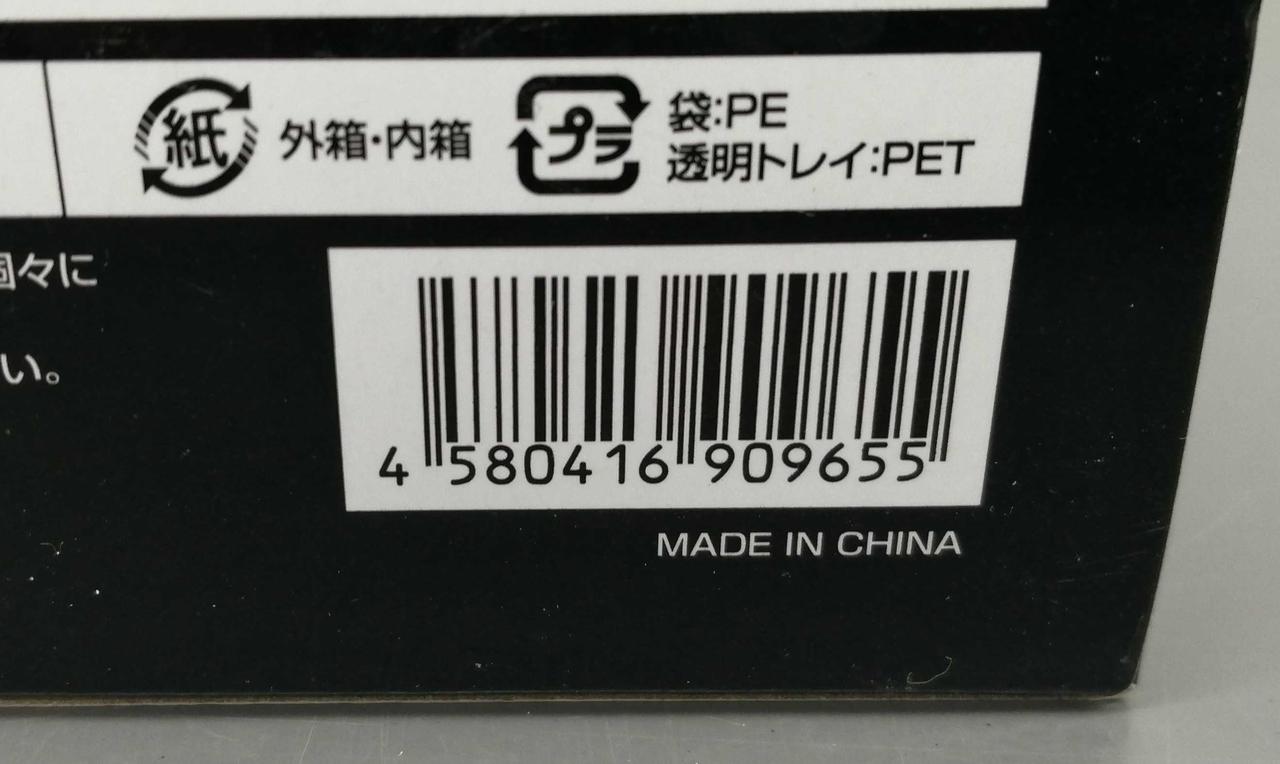 紙 外箱・内箱 プラ 袋:PE
透明トレイ:PET
個々に
い。
4 580416 909655
MADE IN CHINA